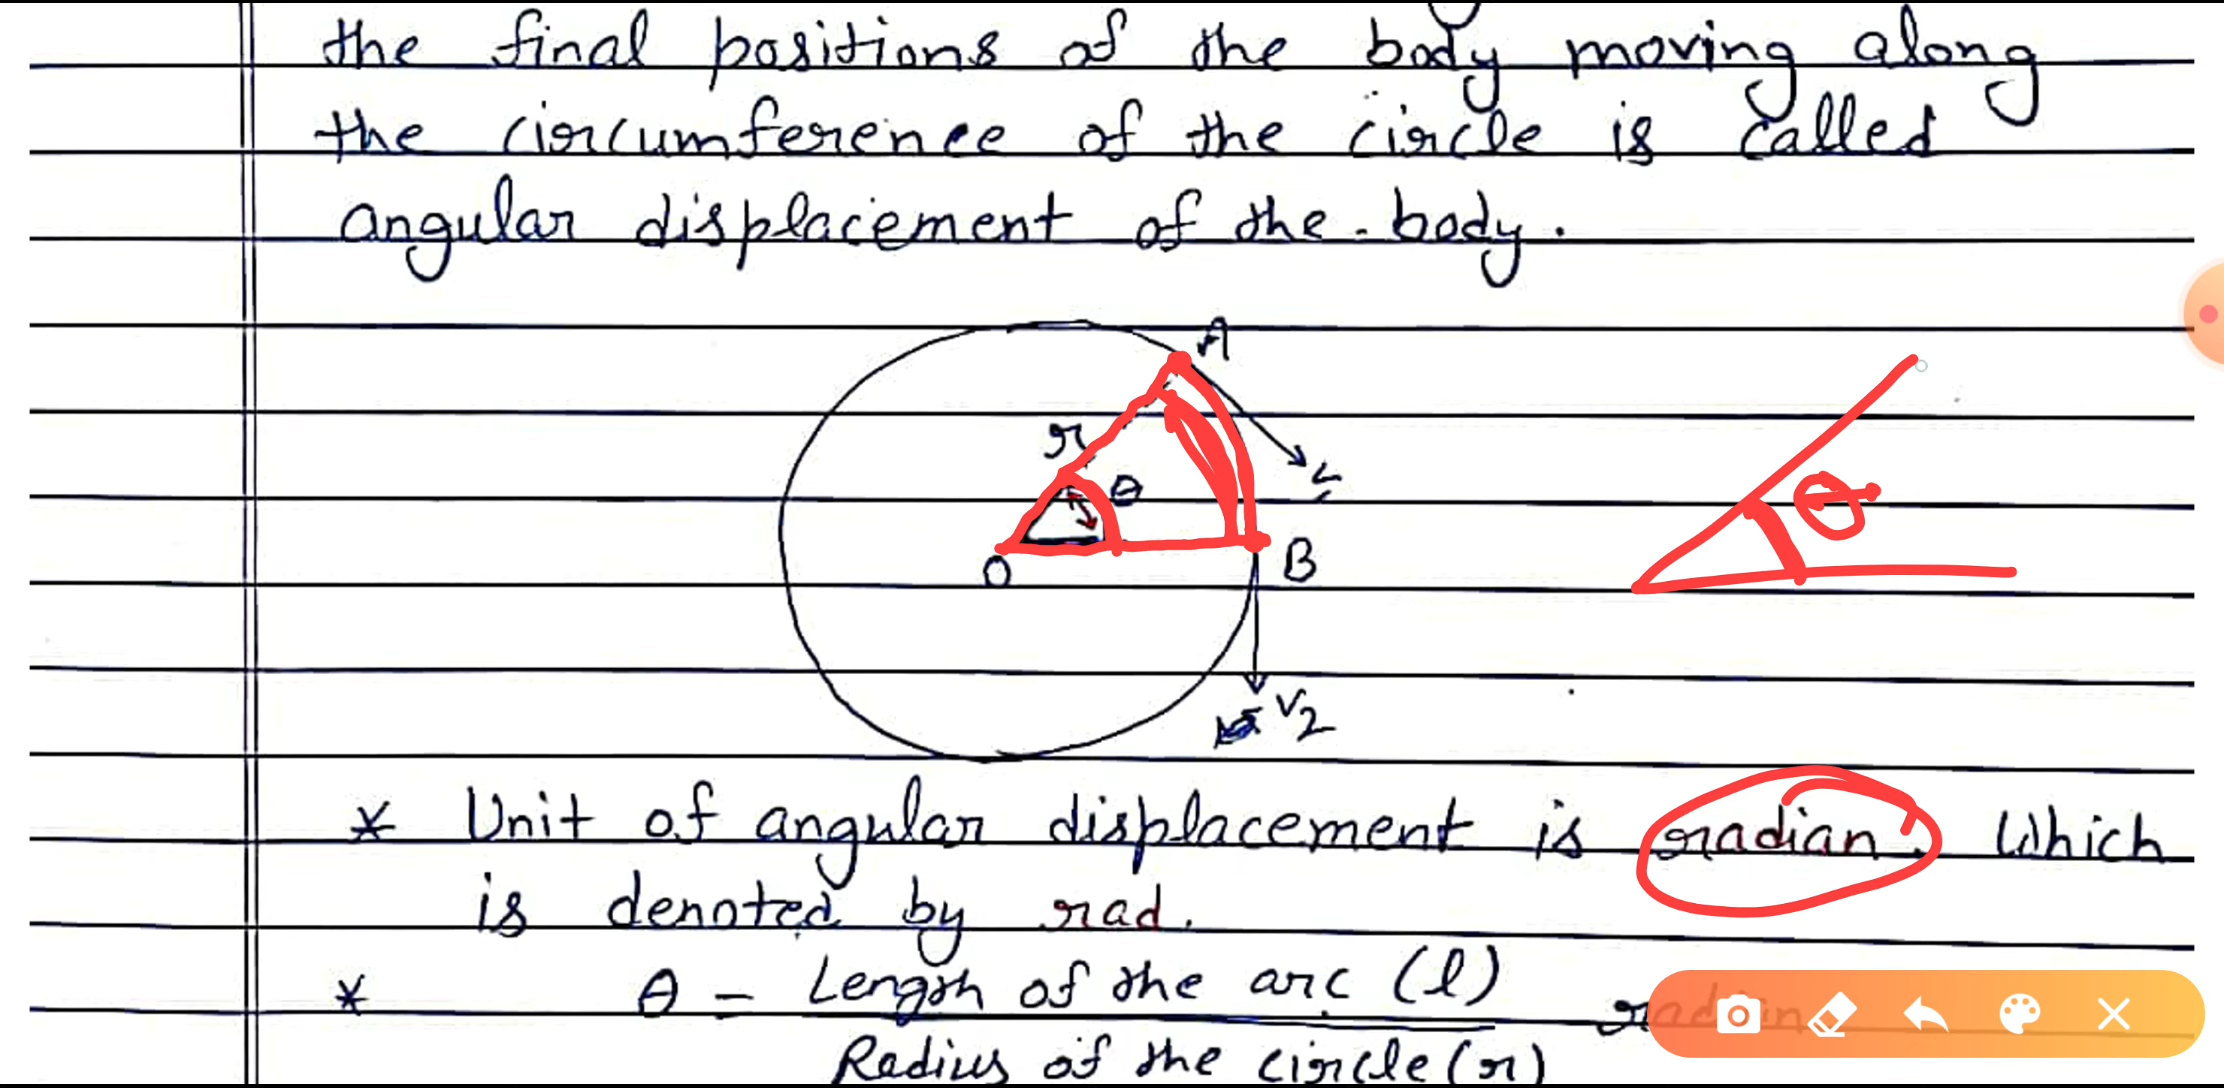 the final positions of the body moving along
the circumference of the circle is called
angular displacement of the body.
A
r
θ
O
B
θ
V2
* Unit of angular displacement is radian. Which
is denoted by rad.
* θ = Length of the arc (l)
Radius of the circle (r)